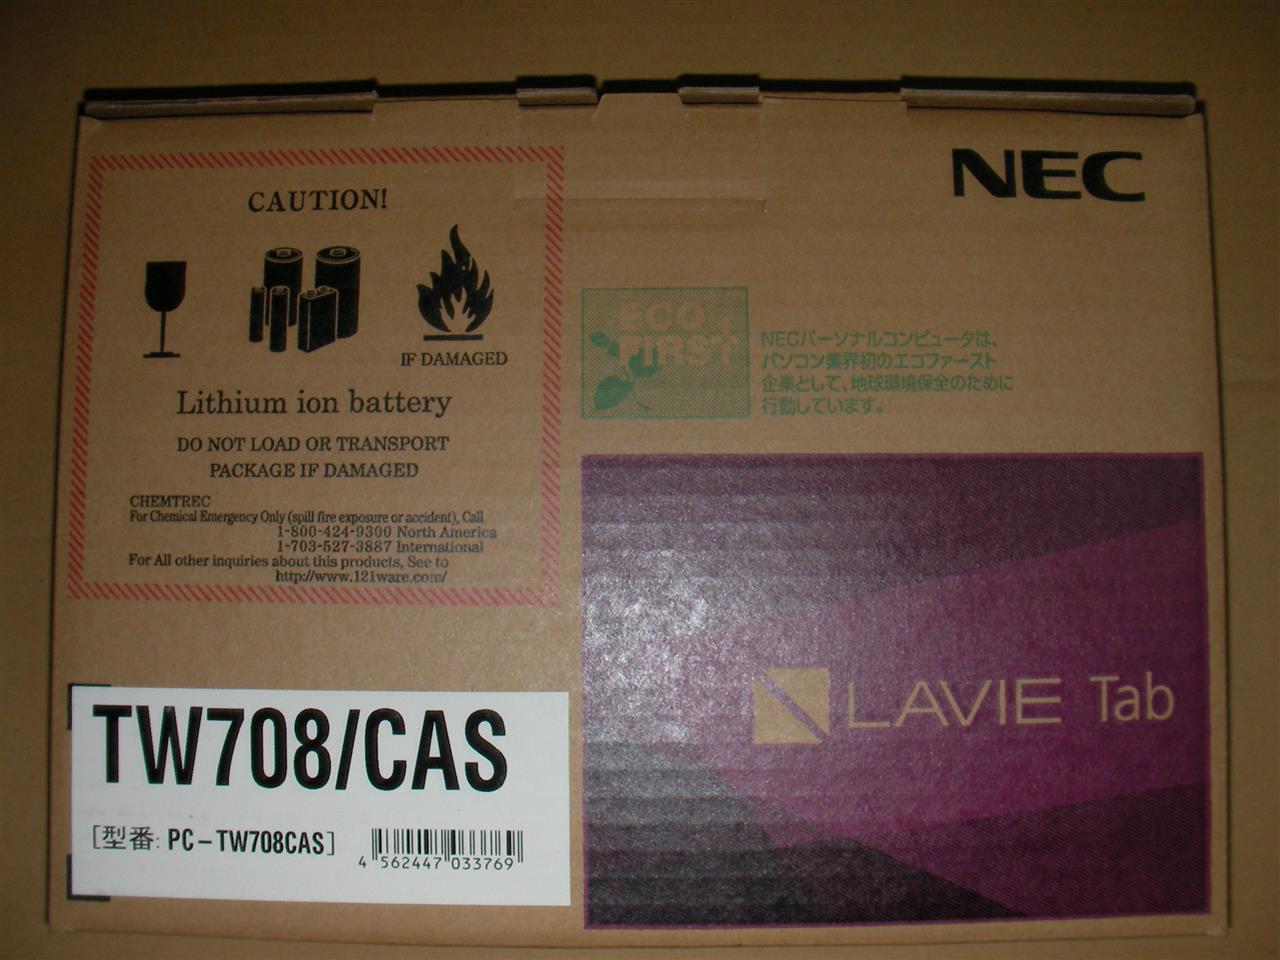 NEC
CAUTION!
IF DAMAGED
Lithium ion battery
DO NOT LOAD OR TRANSPORT
PACKAGE IF DAMAGED
CHEMTREC
For Chemical Emergency Only (spill fire exposure or accident), Call
1-800-424-9300 North America
1-703-527-3887 International
For All other inquiries about this products, See to
http://www.121ware.com/
ECO
FIRST
NECパーソナルコンピュータは、
パソコン業界初のエコファースト
企業として、地球環境保全のために
行動しています。
LAVIE Tab
TW708/CAS
[型番: PC-TW708CAS]
4 562447 033769